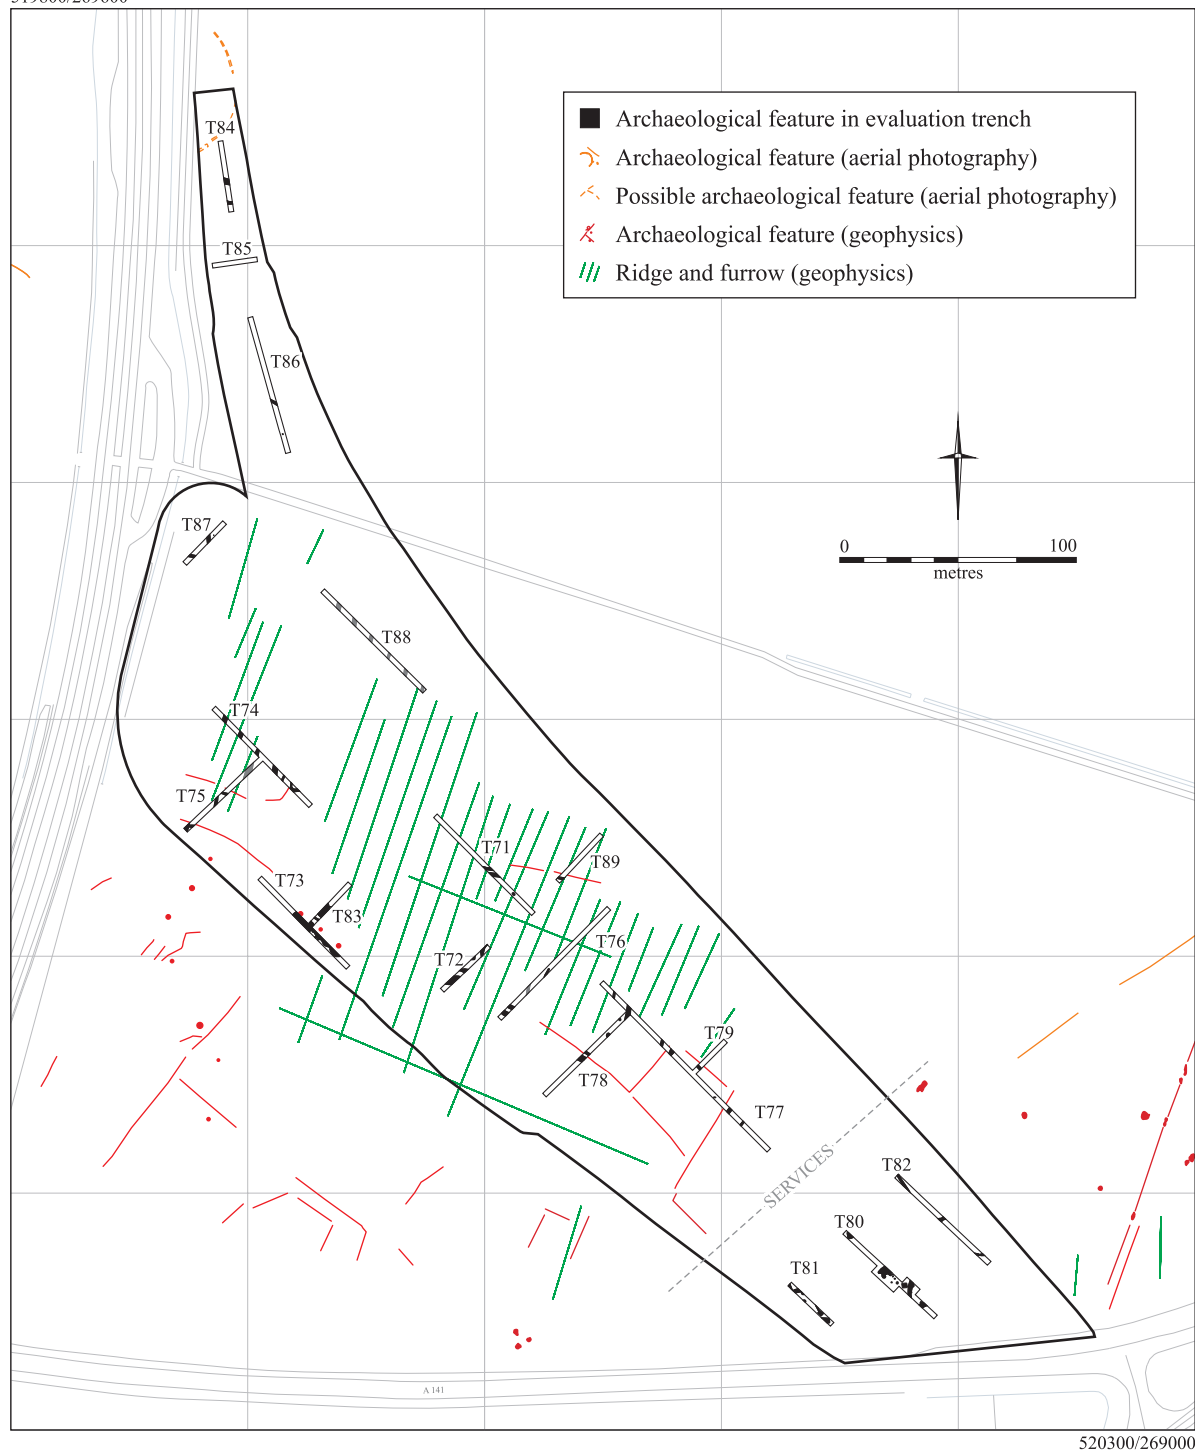 519800/269600
T84
Archaeological feature in evaluation trench
Archaeological feature (aerial photography)
Possible archaeological feature (aerial photography)
Archaeological feature (geophysics)
Ridge and furrow (geophysics)
T85
T86
T87
0 100
metres
T88
T74
T75
T71
T89
T73
T83
T76
T72
T79
T78
T77
SERVICES
T82
T80
T81
A 141
520300/269000